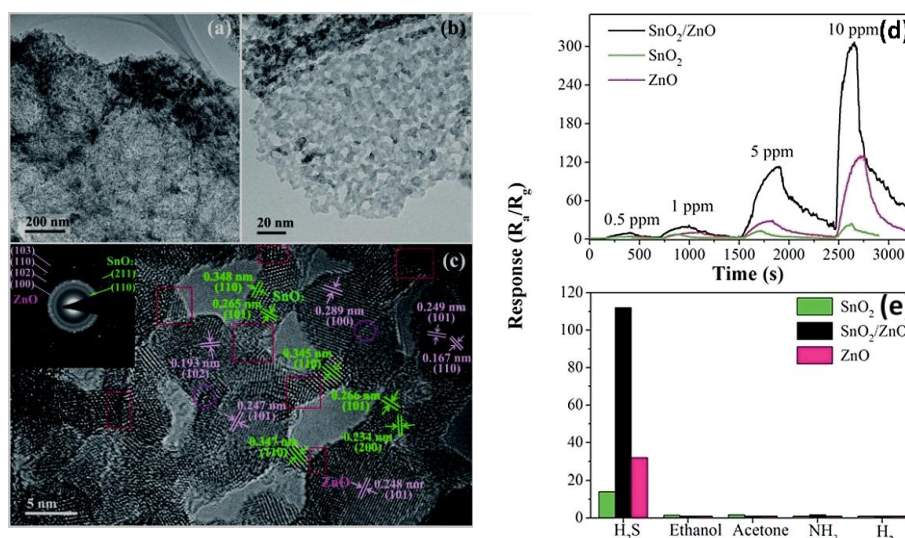 (a)
200 nm
(b)
20 nm
(c)
(103)
(110)
(102)
(100)
ZnO
SnO₂
(211)
(110)
0.348 nm
(110)
0.265 nm
(101)
SnO₂
0.289 nm
(100)
0.249 nm
(101)
0.167 nm
(110)
0.193 nm
(102)
0.345 nm
(110)
0.247 nm
(101)
0.266 nm
(101)
0.234 nm
(200)
0.347 nm
(110)
ZnO
0.248 nm
(101)
5 nm
(d)
SnO₂/ZnO
SnO₂
ZnO
10 ppm
5 ppm
1 ppm
0.5 ppm
300
240
180
120
60
0
0 500 1000 1500 2000 2500 3000
Time (s)
Response (Rₐ/R_g)
(e)
SnO₂
SnO₂/ZnO
ZnO
120
100
80
60
40
20
0
H₂S Ethanol Acetone NH₃ H₂